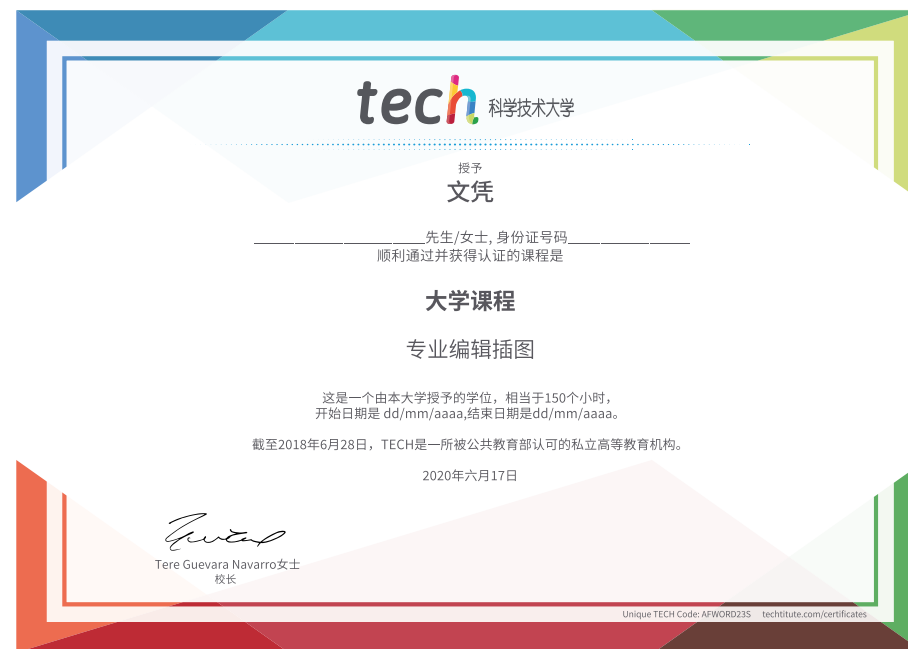 tech 科学技术大学
授予
文凭
______________________先生/女士, 身份证号码______________
顺利通过并获得认证的课程是
大学课程
专业编辑插图
这是一个由本大学授予的学位，相当于150个小时，
开始日期是 dd/mm/aaaa,结束日期是dd/mm/aaaa。
截至2018年6月28日，TECH是一所被公共教育部认可的私立高等教育机构。
2020年六月17日
Tere Guevara Navarro女士
校长
Unique TECH Code: AFWORD23S techtitute.com/certificates